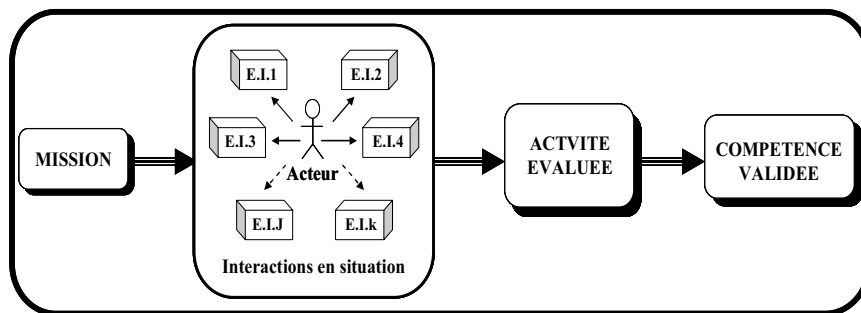 MISSION
E.I.1
E.I.2
E.I.3
E.I.4
Acteur
E.I.J
E.I.k
Interactions en situation
ACTVITE
EVALUEE
COMPETENCE
VALIDEE